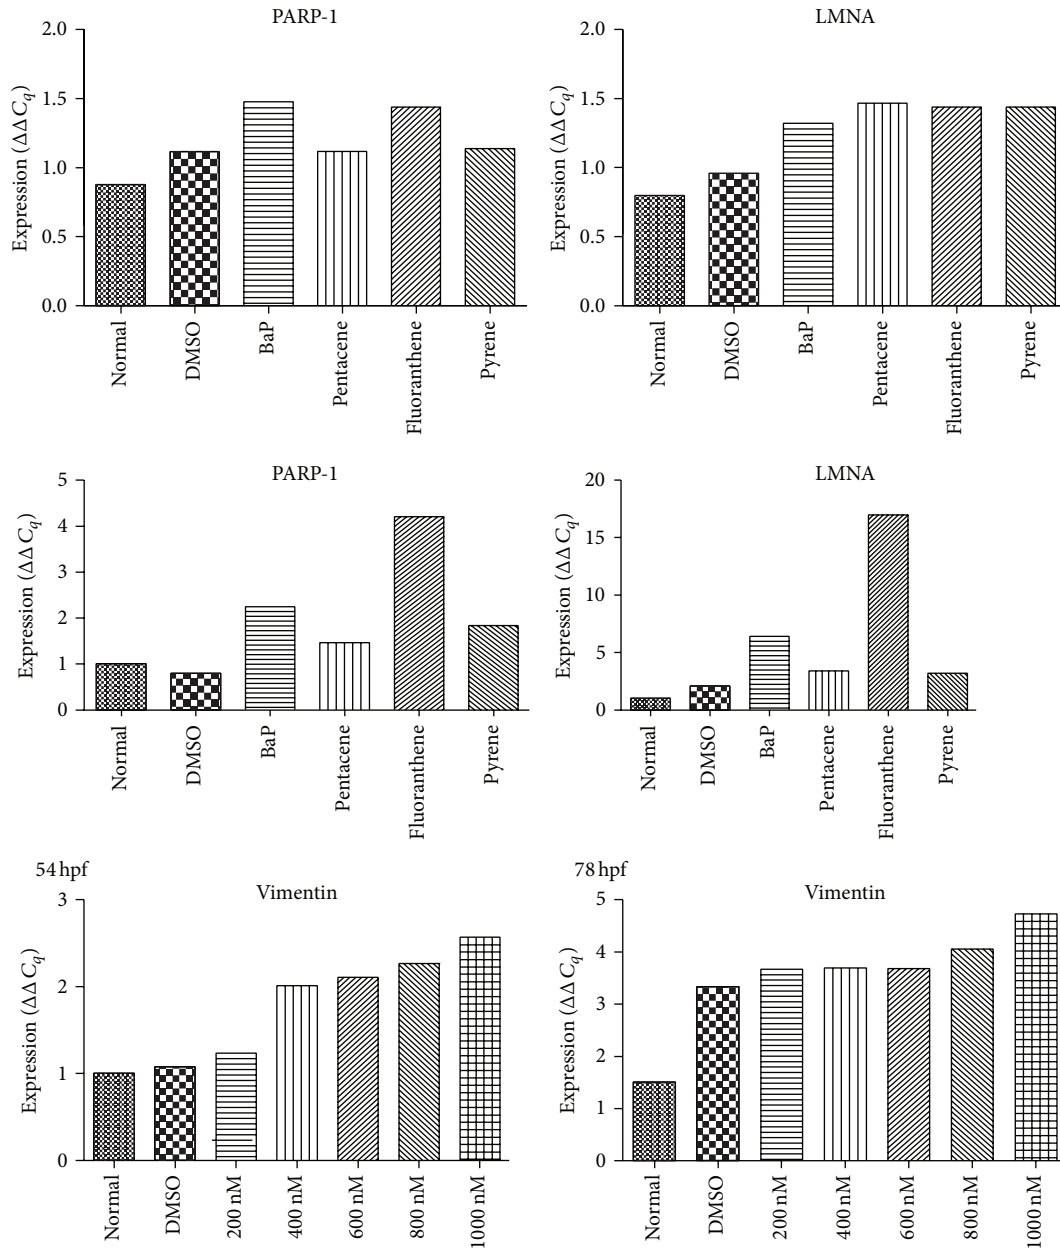 PARP-1
Expression (ΔΔCq)
2.0
1.5
1.0
0.5
0.0
Normal
DMSO
BaP
Pentacene
Fluoranthene
Pyrene
LMNA
Expression (ΔΔCq)
2.0
1.5
1.0
0.5
0.0
Normal
DMSO
BaP
Pentacene
Fluoranthene
Pyrene
PARP-1
Expression (ΔΔCq)
5
4
3
2
1
0
Normal
DMSO
BaP
Pentacene
Fluoranthene
Pyrene
LMNA
Expression (ΔΔCq)
20
15
10
5
0
Normal
DMSO
BaP
Pentacene
Fluoranthene
Pyrene
54 hpf
Vimentin
Expression (ΔΔCq)
3
2
1
0
Normal
DMSO
200 nM
400 nM
600 nM
800 nM
1000 nM
78 hpf
Vimentin
Expression (ΔΔCq)
5
4
3
2
1
0
Normal
DMSO
200 nM
400 nM
600 nM
800 nM
1000 nM